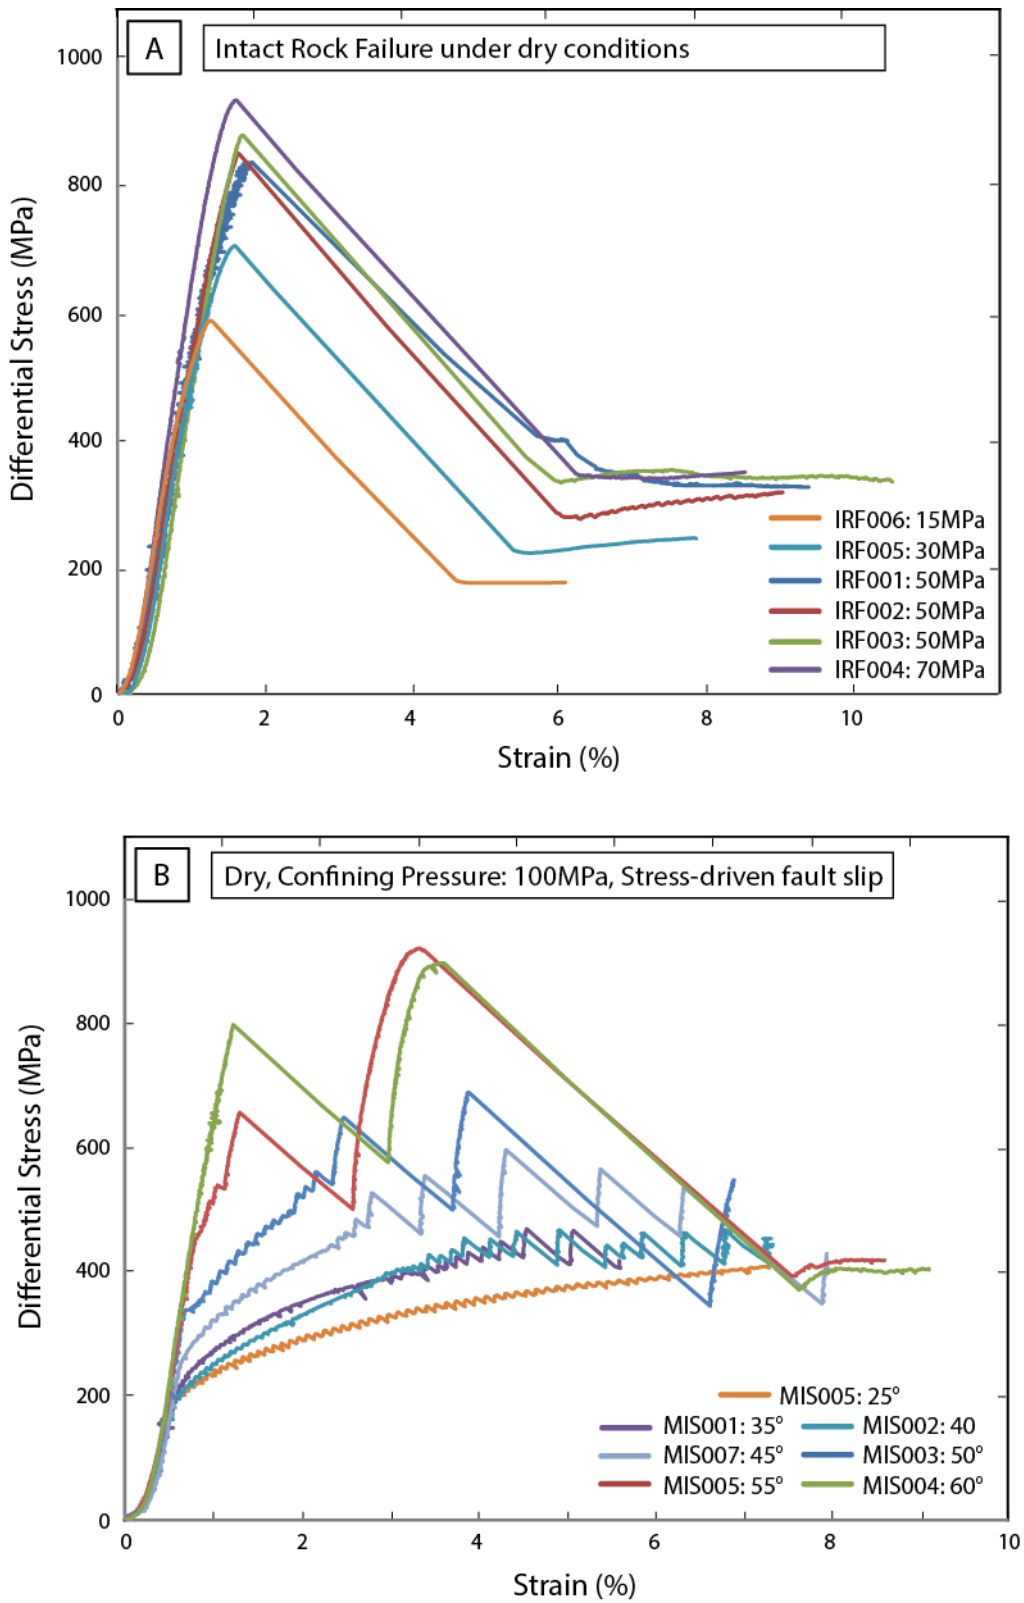 A
Intact Rock Failure under dry conditions
1000
800
600
400
200
0
Differential Stress (MPa)
IRF006: 15MPa
IRF005: 30MPa
IRF001: 50MPa
IRF002: 50MPa
IRF003: 50MPa
IRF004: 70MPa
0 2 4 6 8 10
Strain (%)
B
Dry, Confining Pressure: 100MPa, Stress-driven fault slip
1000
800
600
400
200
0
Differential Stress (MPa)
MIS005: 25°
MIS001: 35° MIS002: 40
MIS007: 45° MIS003: 50°
MIS005: 55° MIS004: 60°
0 2 4 6 8 10
Strain (%)